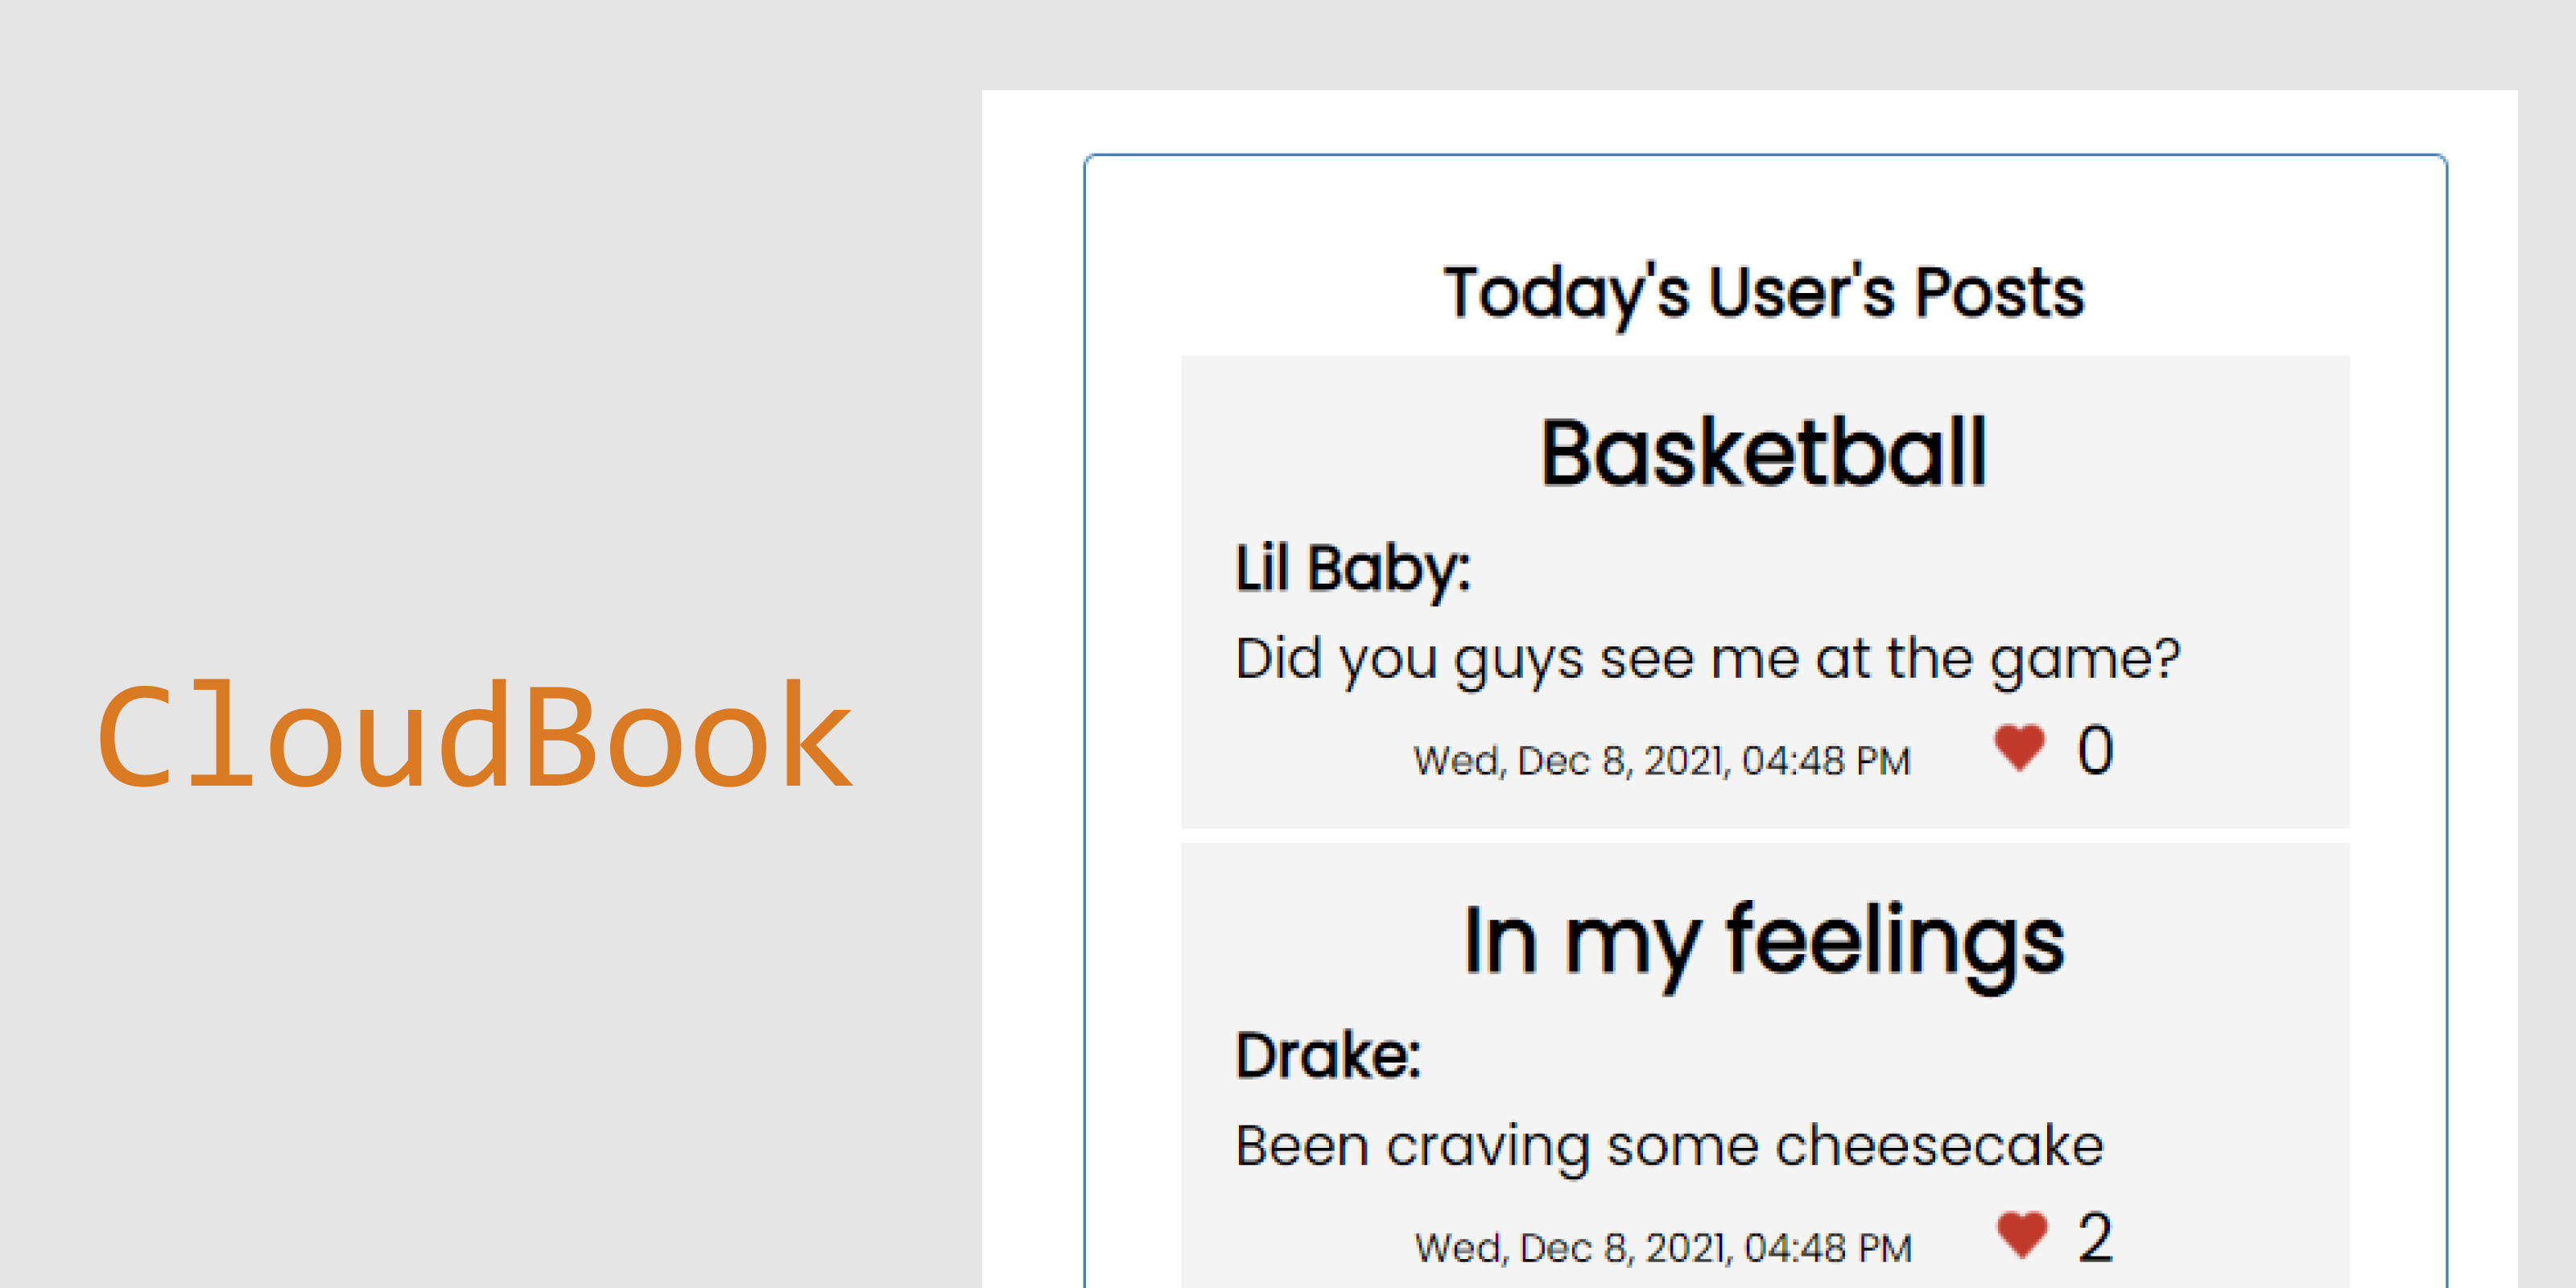 CloudBook
Today's User's Posts
Basketball
Lil Baby:
Did you guys see me at the game?
Wed, Dec 8, 2021, 04:48 PM 0
In my feelings
Drake:
Been craving some cheesecake
Wed, Dec 8, 2021, 04:48 PM 2